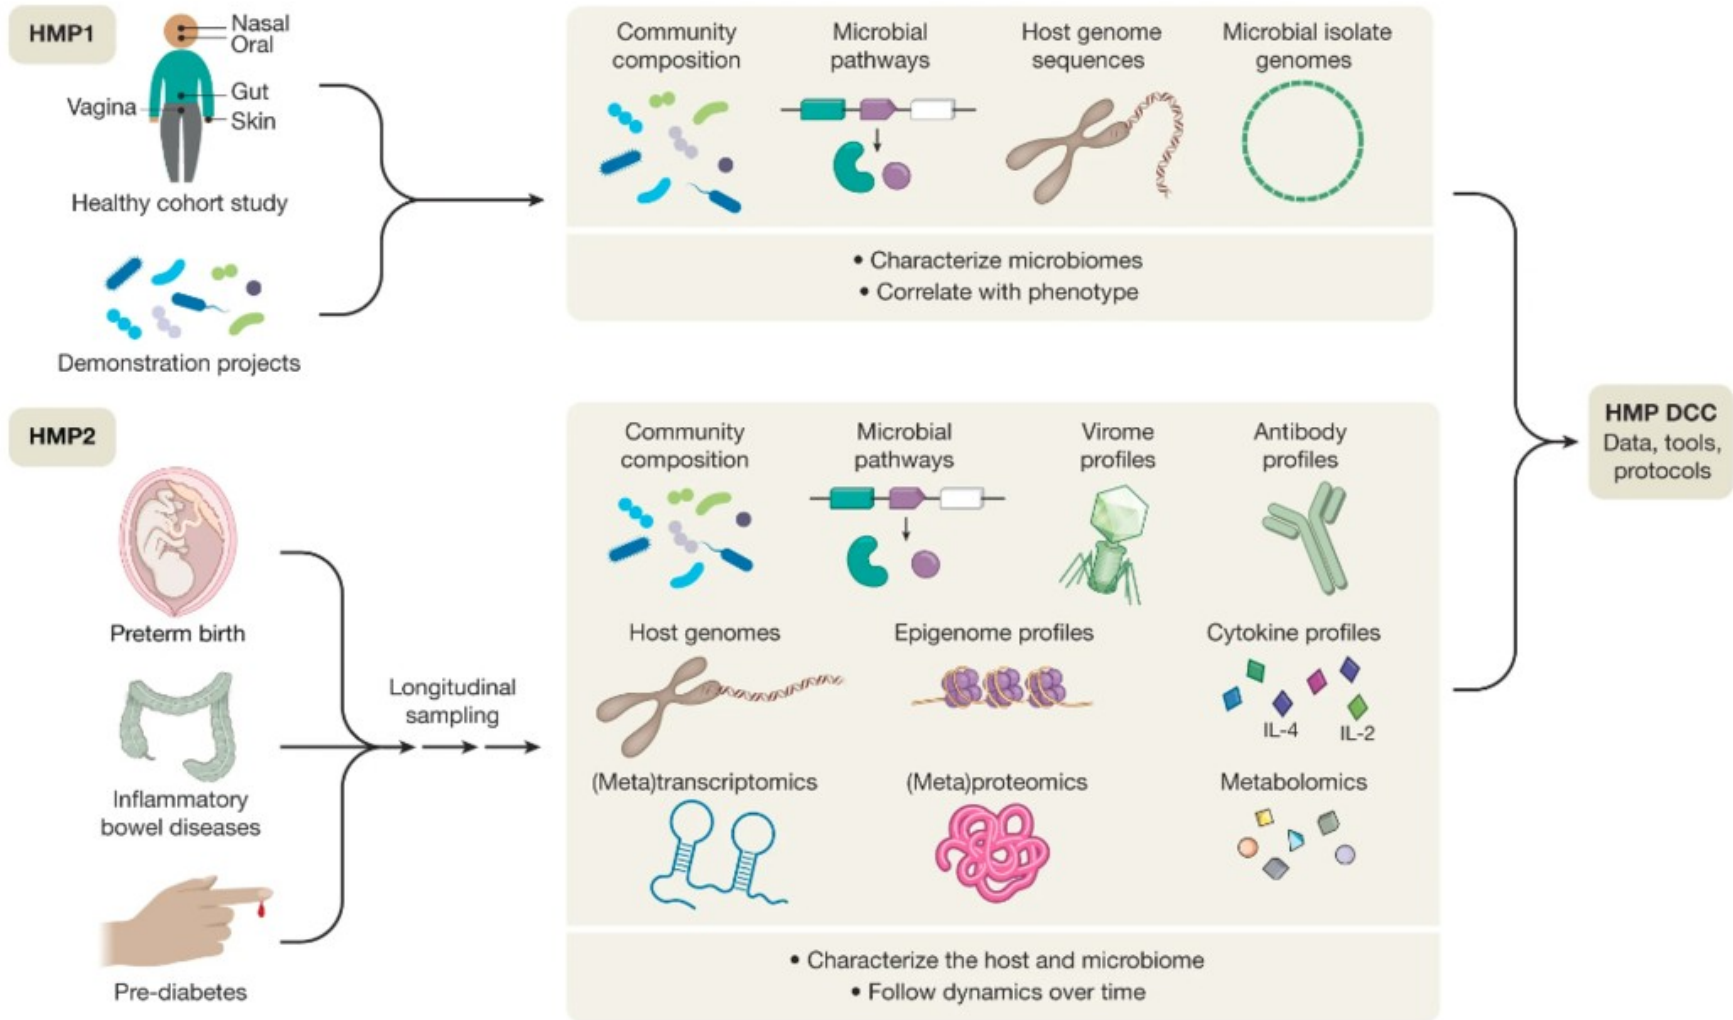 HMP1
Nasal
Oral
Gut
Vagina
Skin
Healthy cohort study
Demonstration projects
Community
composition
Microbial
pathways
Host genome
sequences
Microbial isolate
genomes
• Characterize microbiomes
• Correlate with phenotype
HMP2
Preterm birth
Inflammatory
bowel diseases
Pre-diabetes
Longitudinal
sampling
Community
composition
Microbial
pathways
Virome
profiles
Antibody
profiles
Host genomes
Epigenome profiles
Cytokine profiles
IL-4
IL-2
(Meta)transcriptomics
(Meta)proteomics
Metabolomics
• Characterize the host and microbiome
• Follow dynamics over time
HMP DCC
Data, tools,
protocols